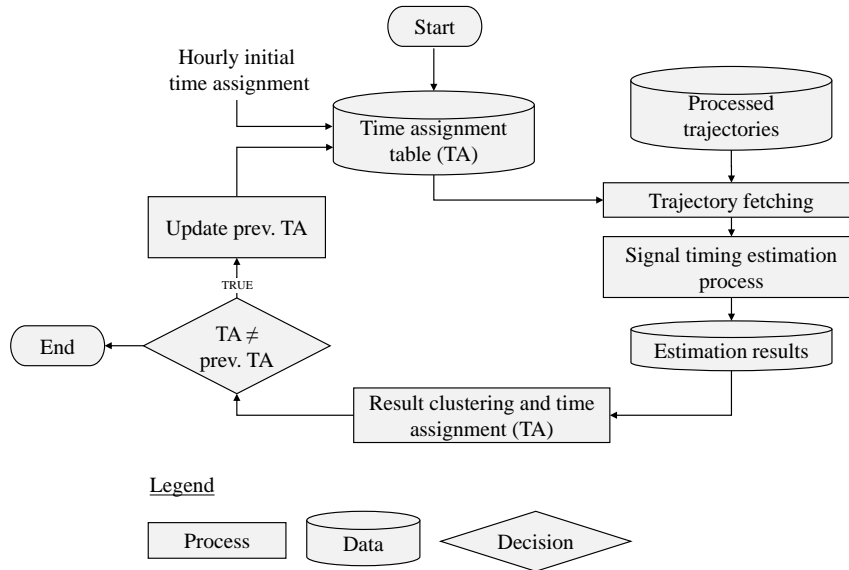 Start
Hourly initial
time assignment
Time assignment
table (TA)
Processed
trajectories
Trajectory fetching
Update prev. TA
Signal timing estimation
process
TRUE
TA ≠
prev. TA
End
Estimation results
Result clustering and time
assignment (TA)
Legend
Process
Data
Decision